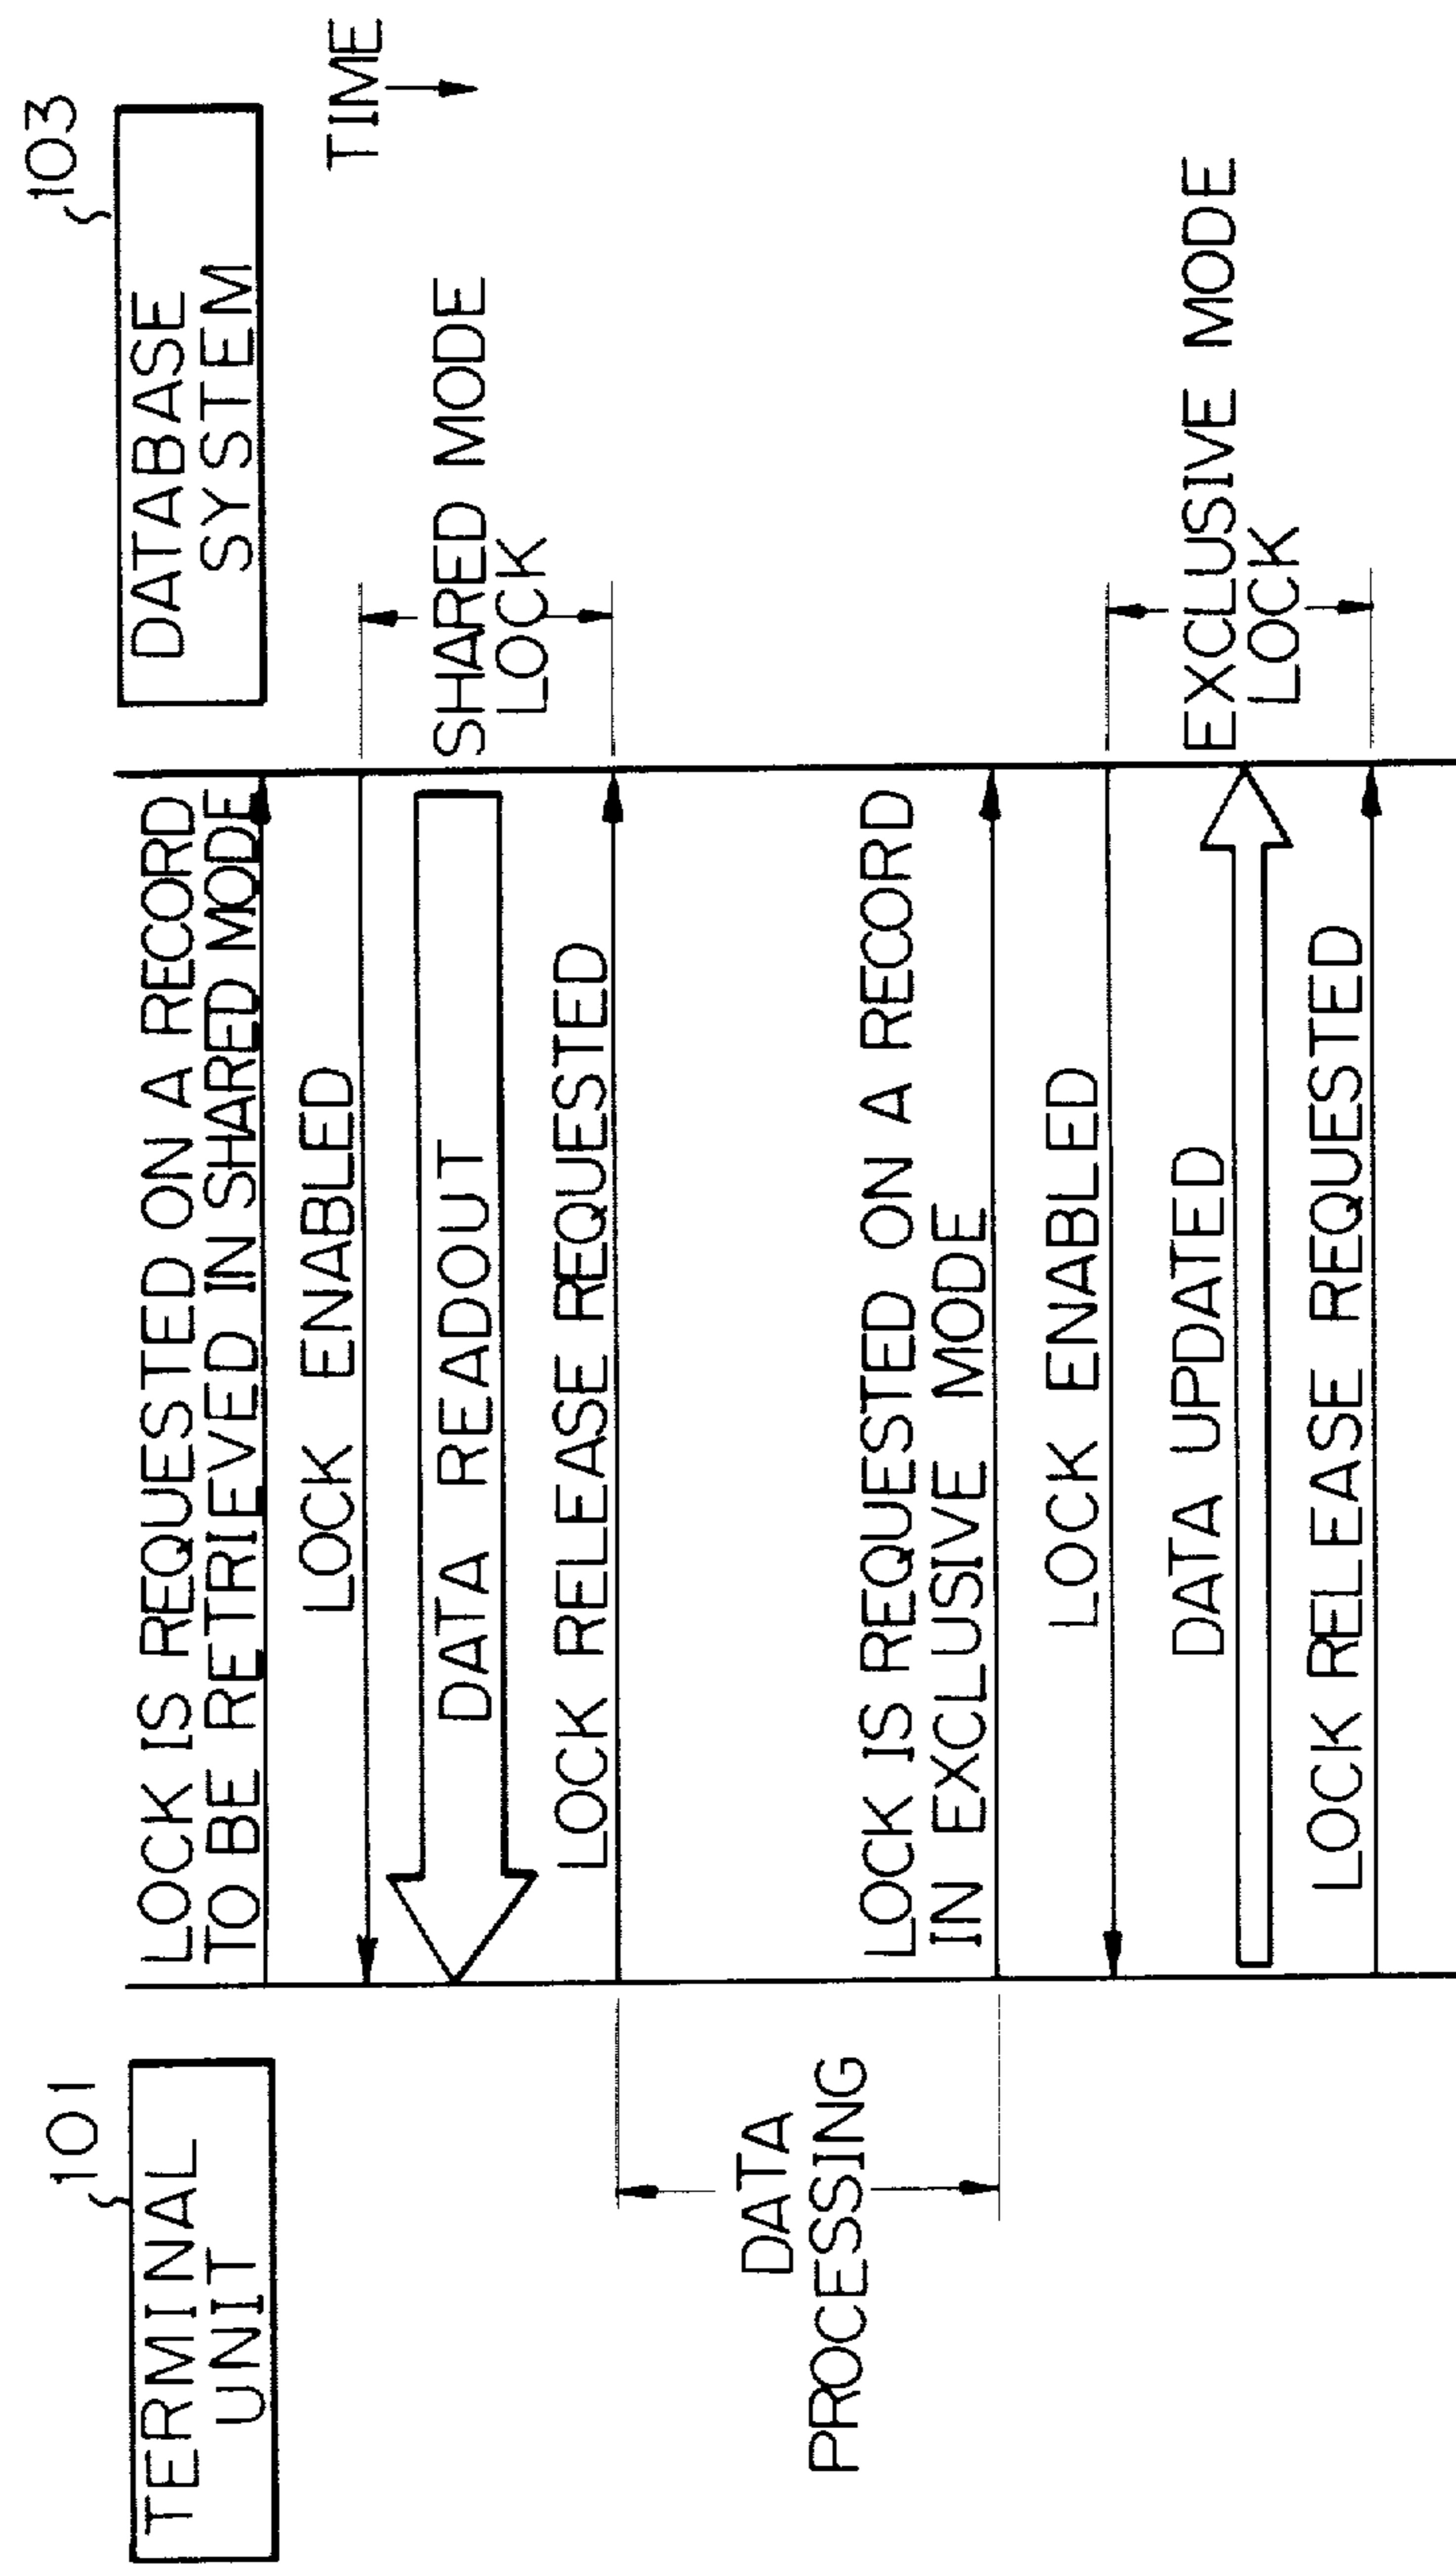 101
TERMINAL
UNIT
103
DATABASE
SYSTEM
TIME
LOCK IS REQUESTED ON A RECORD
TO BE RETRIEVED IN SHARED MODE
LOCK ENABLED
DATA READOUT
SHARED MODE
LOCK
LOCK RELEASE REQUESTED
DATA
PROCESSING
LOCK IS REQUESTED ON A RECORD
IN EXCLUSIVE MODE
LOCK ENABLED
DATA UPDATED
EXCLUSIVE MODE
LOCK
LOCK RELEASE REQUESTED